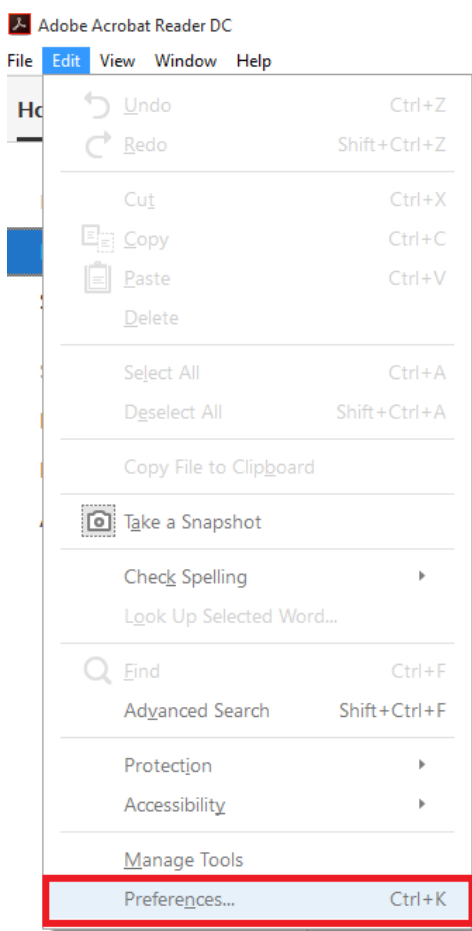 Adobe Acrobat Reader DC
File Edit View Window Help
Ho
Undo Ctrl+Z
Redo Shift+Ctrl+Z
Cut Ctrl+X
Copy Ctrl+C
Paste Ctrl+V
Delete
Select All Ctrl+A
Deselect All Shift+Ctrl+A
Copy File to Clipboard
Take a Snapshot
Check Spelling
Look Up Selected Word...
Find Ctrl+F
Advanced Search Shift+Ctrl+F
Protection
Accessibility
Manage Tools
Preferences... Ctrl+K